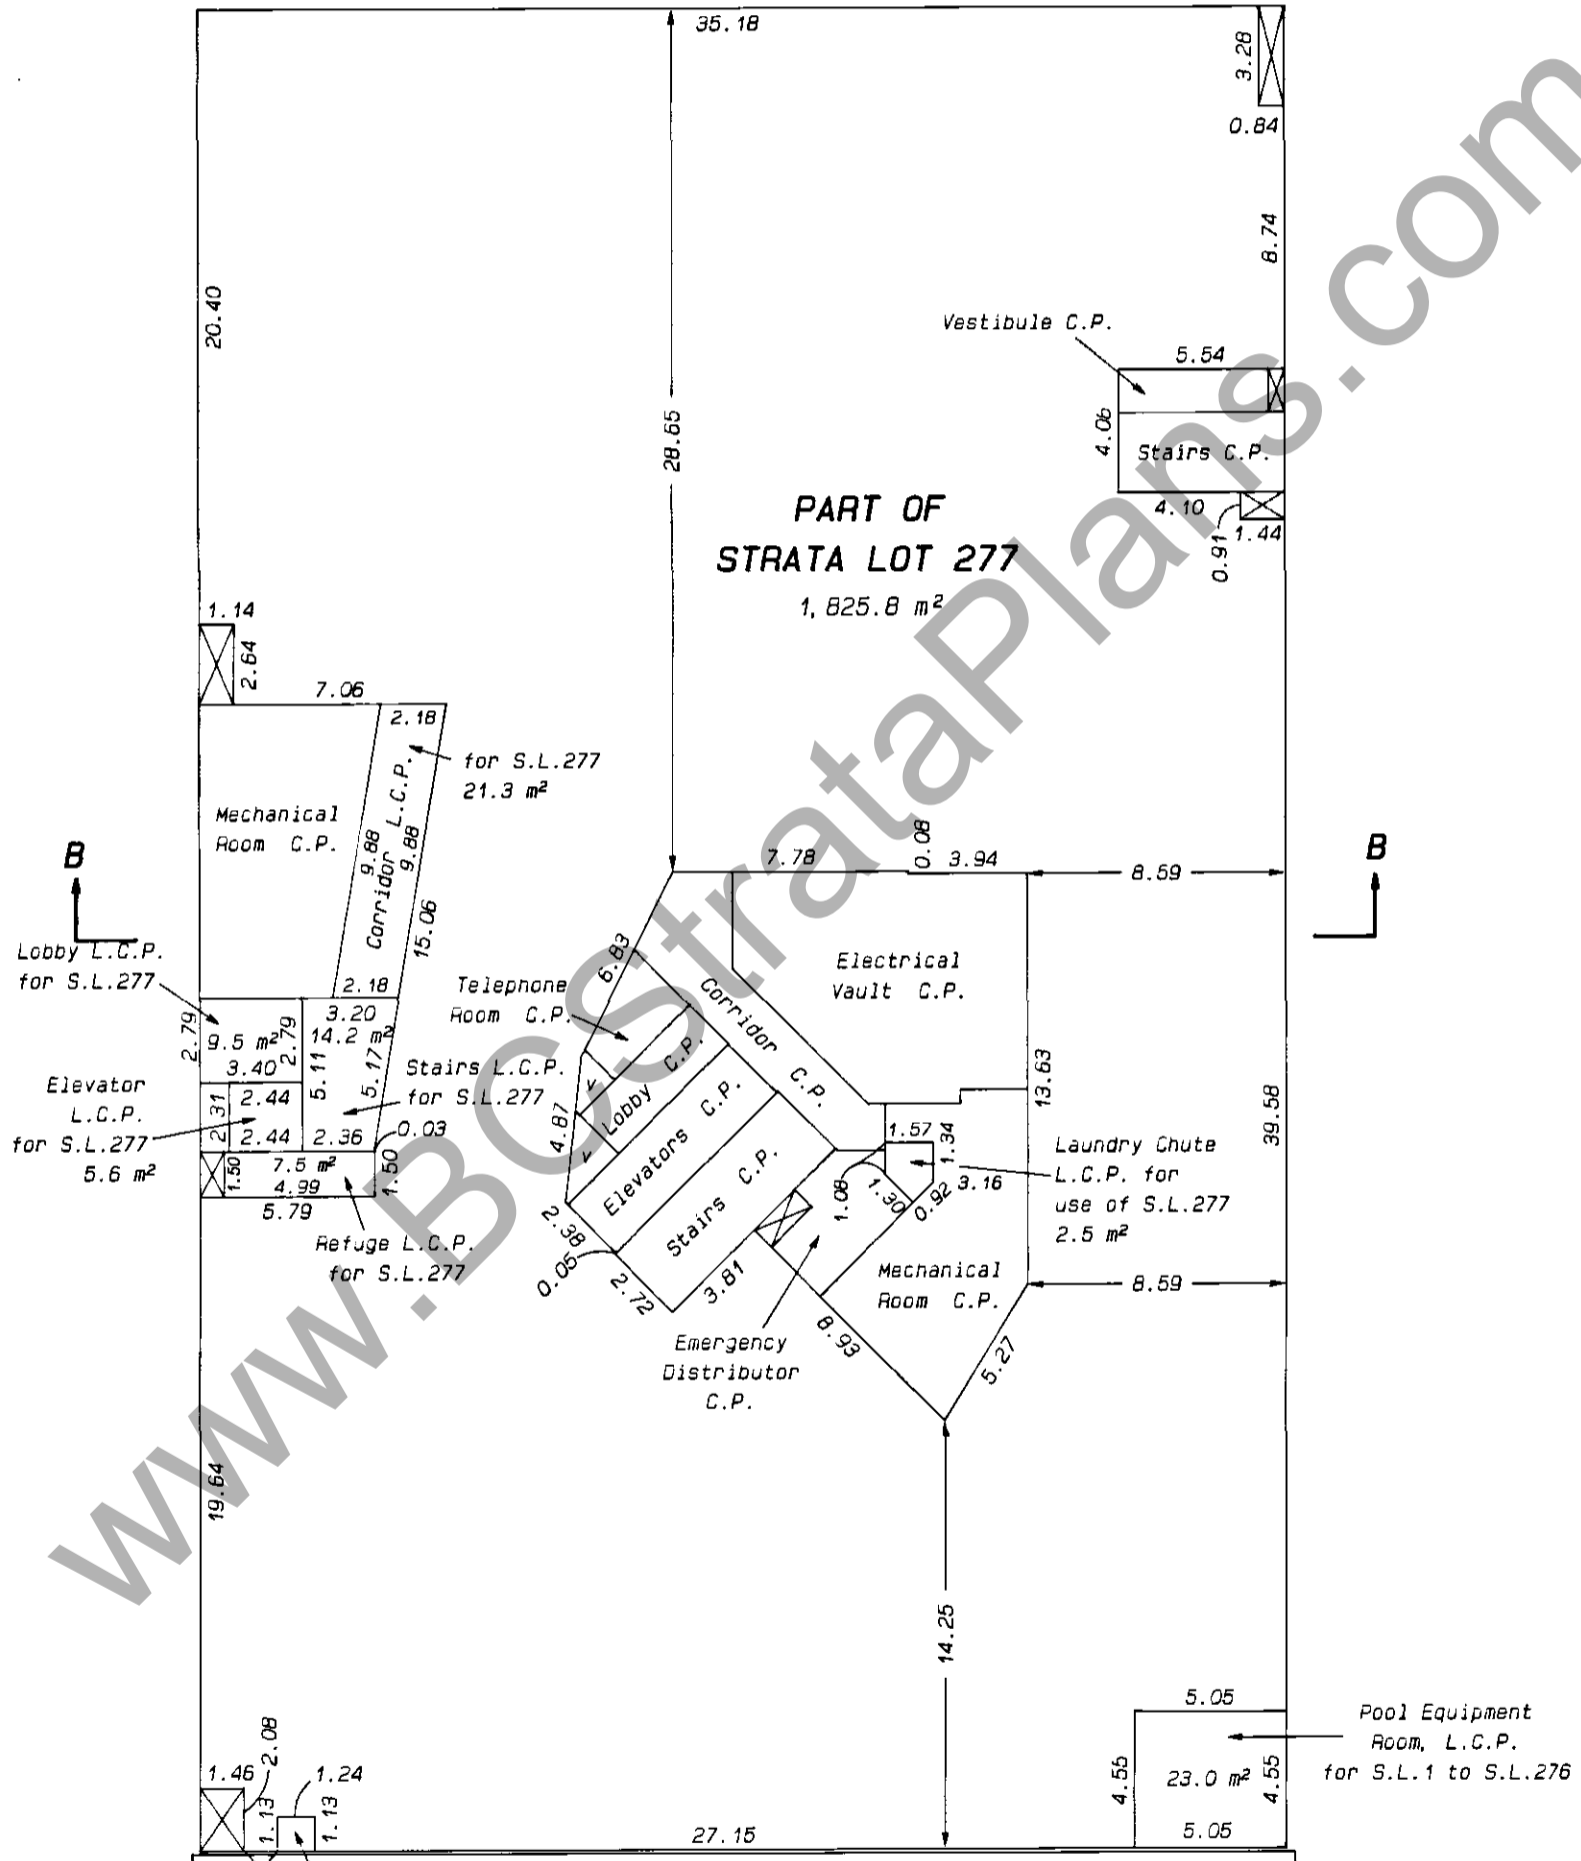 35.18
3.28
0.84
8.74
20.40
Vestibule C.P.
5.54
28.65
4.06
Stairs C.P.
4.10
0.91
1.44
PART OF
STRATA LOT 277
1,825.8 m²
1.14
2.64
7.06
2.18
for S.L.277
21.3 m²
Mechanical
Room C.P.
9.88
Corridor L.C.P.
9.88
15.06
B
B
7.78
0.08
3.94
8.59
Lobby L.C.P.
for S.L.277
2.18
6.83
Telephone
Room C.P.
Corridor C.P.
Electrical
Vault C.P.
2.79
9.5 m²
2.79
3.20
14.2 m²
3.40
5.11
5.17
Stairs L.C.P.
for S.L.277
Elevator
L.C.P.
for S.L.277
5.6 m²
2.31
2.44
2.44
2.36
0.03
v
Lobby C.P.
v
4.87
Elevators C.P.
Stairs C.P.
13.63
39.58
1.57
1.34
Laundry Chute
L.C.P. for
use of S.L.277
2.5 m²
1.08
1.30
0.92
3.16
1.50
7.5 m²
4.99
1.50
5.79
Refuge L.C.P.
for S.L.277
2.38
0.05
2.72
3.81
Mechanical
Room C.P.
8.59
Emergency
Distributor
C.P.
8.93
5.27
19.64
14.25
5.05
Pool Equipment
Room, L.C.P.
for S.L.1 to S.L.276
4.55
23.0 m²
4.55
5.05
1.46
2.08
1.24
1.13
1.13
27.15
www.BCStrataPlans.com